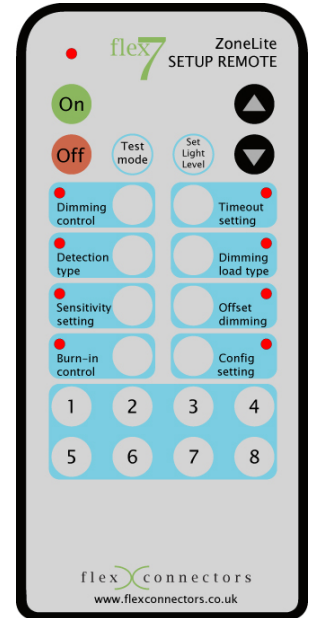 flex7 ZoneLite
SETUP REMOTE
On
Off
Test
mode
Set
Light
Level
Dimming
control
Timeout
setting
Detection
type
Dimming
load type
Sensitivity
setting
Offset
dimming
Burn-in
control
Config
setting
1 2 3 4
5 6 7 8
flex connectors
www.flexconnectors.co.uk